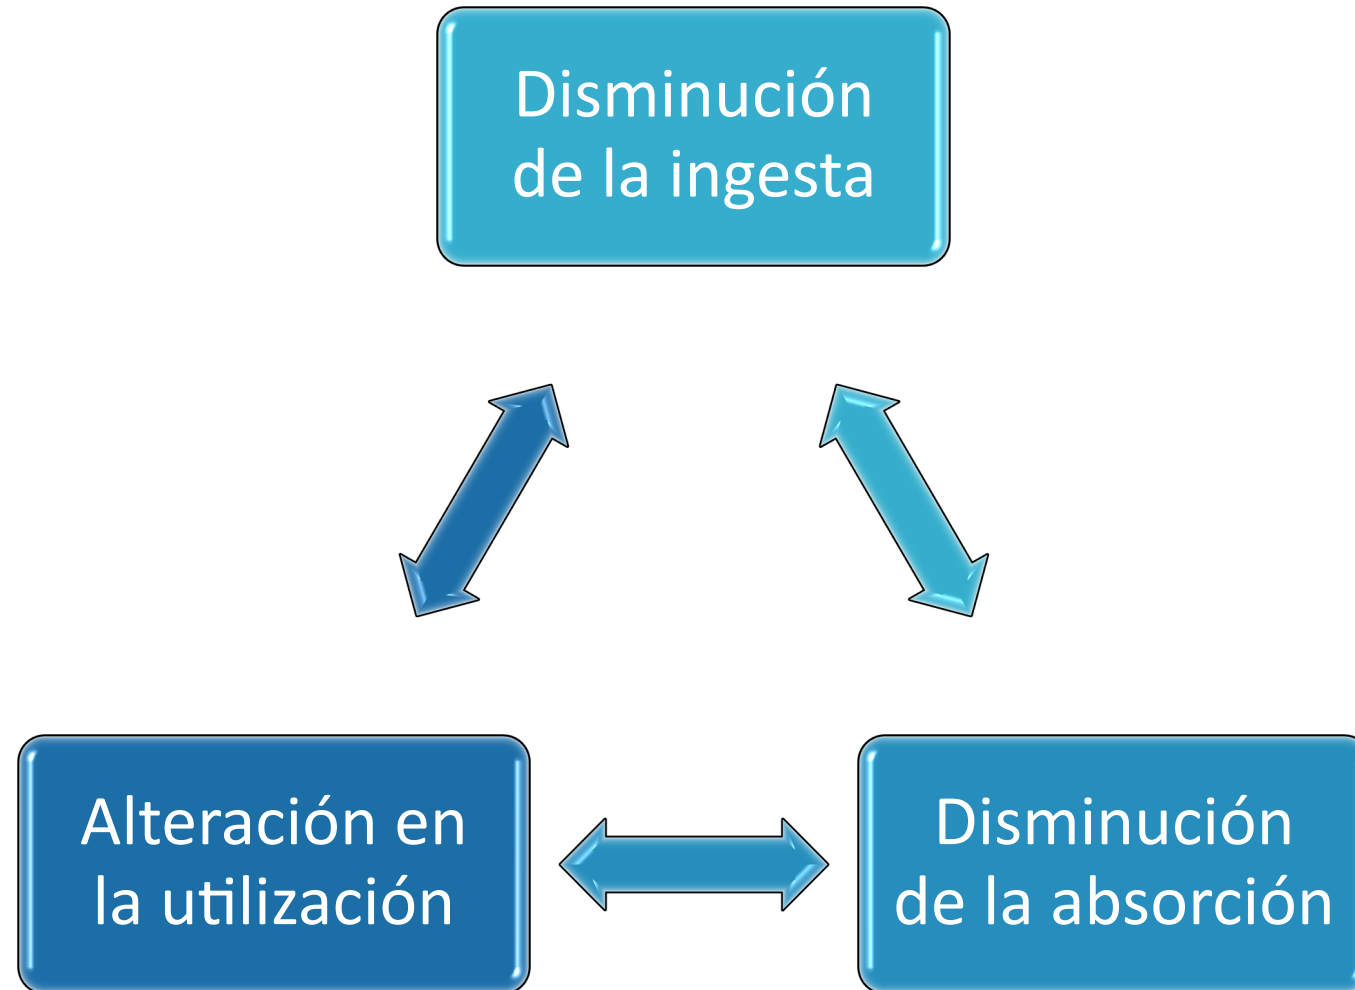 Disminución
de la ingesta
Alteración en
la utilización
Disminución
de la absorción